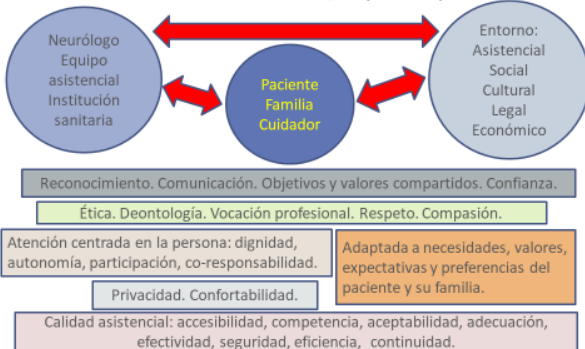 Neurólogo
Equipo
asistencial
Institución
sanitaria
Paciente
Familia
Cuidador
Entorno:
Asistencial
Social
Cultural
Legal
Económico
Reconocimiento. Comunicación. Objetivos y valores compartidos. Confianza.
Ética. Deontología. Vocación profesional. Respeto. Compasión.
Atención centrada en la persona: dignidad,
autonomía, participación, co-responsabilidad.
Adaptada a necesidades, valores,
expectativas y preferencias del
paciente y su familia.
Privacidad. Confortabilidad.
Calidad asistencial: accesibilidad, competencia, aceptabilidad, adecuación,
efectividad, seguridad, eficiencia, continuidad.